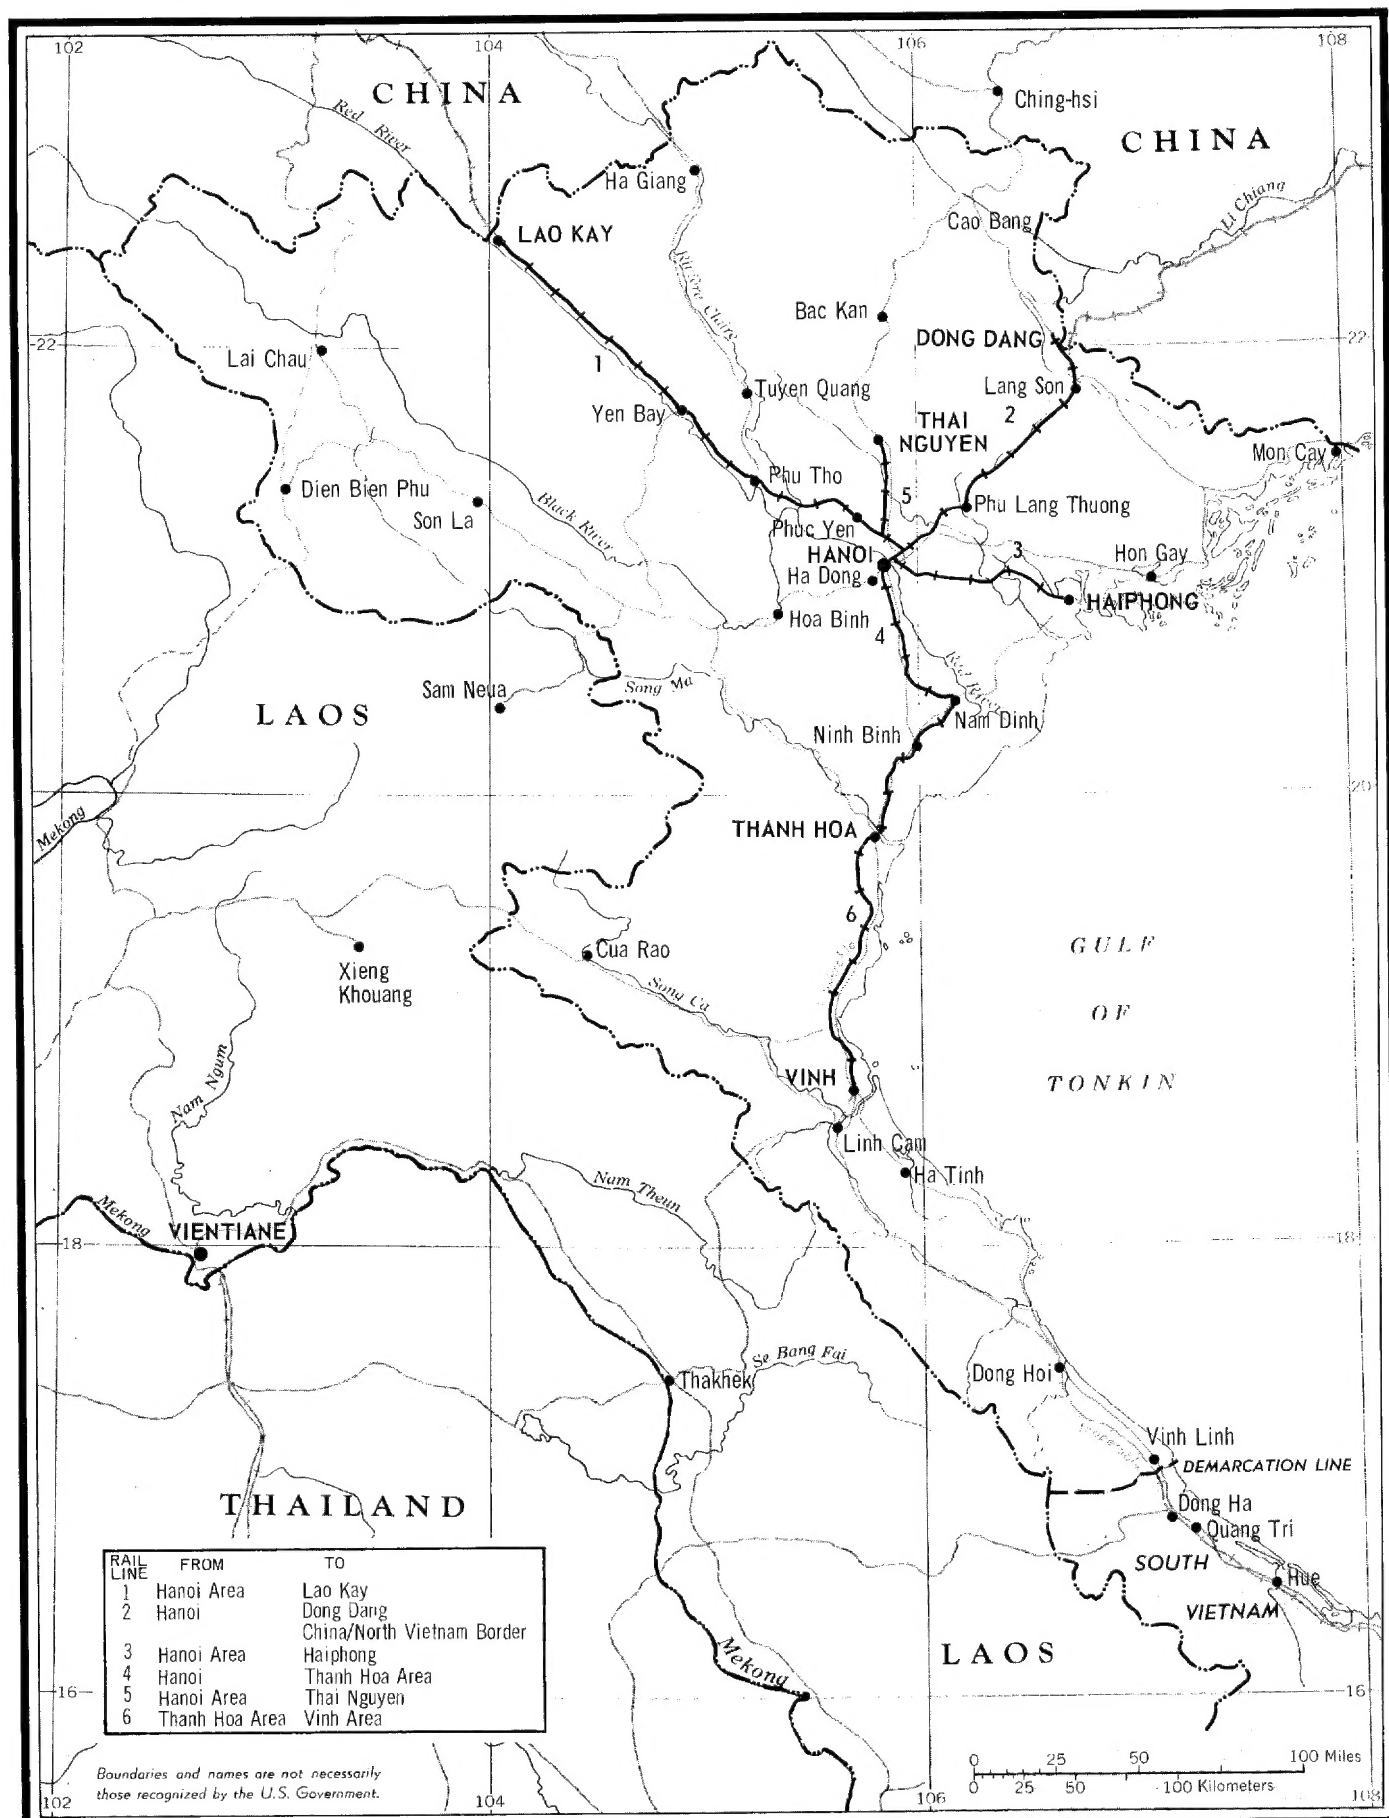 102
104
106
108
CHINA
Ching-hsi
CHINA
Red River
Ha Giang
Li Chiang
Cao Bang
LAO KAY
Rivière Claire
Bac Kan
DONG DANG
22
22
Lai Chau
1
Tuyen Quang
Lang Son
2
Yen Bay
THAI
NGUYEN
Mon Cay
Phu Tho
Dien Bien Phu
5
Son La
Black River
Phu Lang Thuong
Phuc Yen
HANOI
3
Hon Gay
Ha Dong
HAIPHONG
Hoa Binh
4
Red River
Sam Neua
Song Ma
LAOS
Nam Dinh
Ninh Binh
20
Mekong
THANH HOA
6
GULF
OF
TONKIN
Cua Rao
Xieng
Khouang
Song Ca
Nam Ngum
VINH
Linh Cam
Ha Tinh
Nam Theun
Mekong
VIENTIANE
18
18
Se Bang Fai
Thakhek
Dong Hoi
Vinh Linh
DEMARCATION LINE
THAILAND
Dong Ha
Quang Tri
SOUTH
VIETNAM
Hue
LAOS
Mekong
RAIL LINE FROM TO
1 Hanoi Area Lao Kay
2 Hanoi Dong Dang
China/North Vietnam Border
3 Hanoi Area Haiphong
4 Hanoi Thanh Hoa Area
5 Hanoi Area Thai Nguyen
6 Thanh Hoa Area Vinh Area
16
16
Boundaries and names are not necessarily
those recognized by the U.S. Government.
0 25 50 100 Miles
0 25 50 100 Kilometers
102
104
106
108